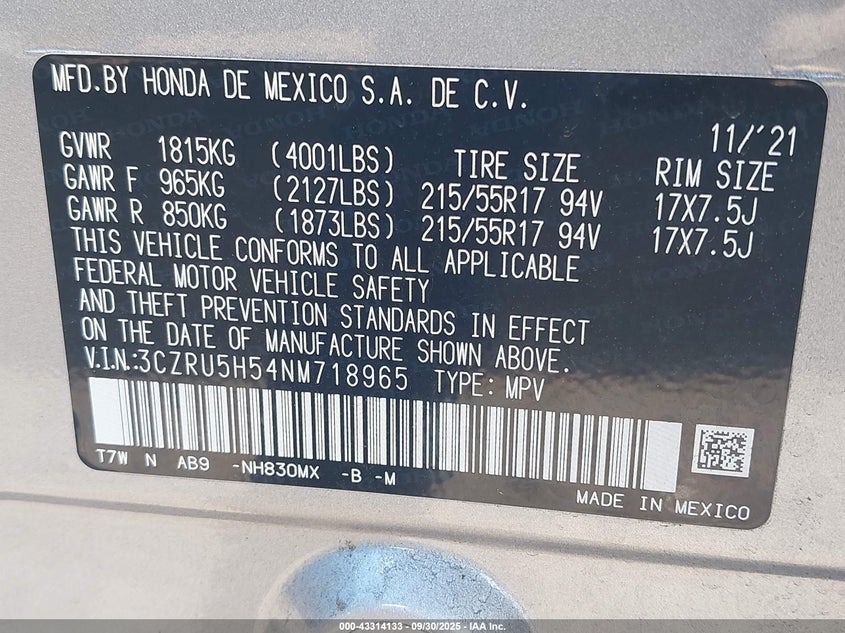 MFD.BY HONDA DE MEXICO S.A. DE C.V.
11/'21
GVWR 1815KG (4001LBS) TIRE SIZE RIM SIZE
GAWR F 965KG (2127LBS) 215/55R17 94V 17X7.5J
GAWR R 850KG (1873LBS) 215/55R17 94V 17X7.5J
THIS VEHICLE CONFORMS TO ALL APPLICABLE
FEDERAL MOTOR VEHICLE SAFETY
AND THEFT PREVENTION STANDARDS IN EFFECT
ON THE DATE OF MANUFACTURE SHOWN ABOVE.
V.I.N.:3CZRU5H54NM718965 TYPE: MPV
T7W N AB9 -NH830MX -B -M
MADE IN MEXICO
000-43314133 - 09/30/2025 - IAA Inc.